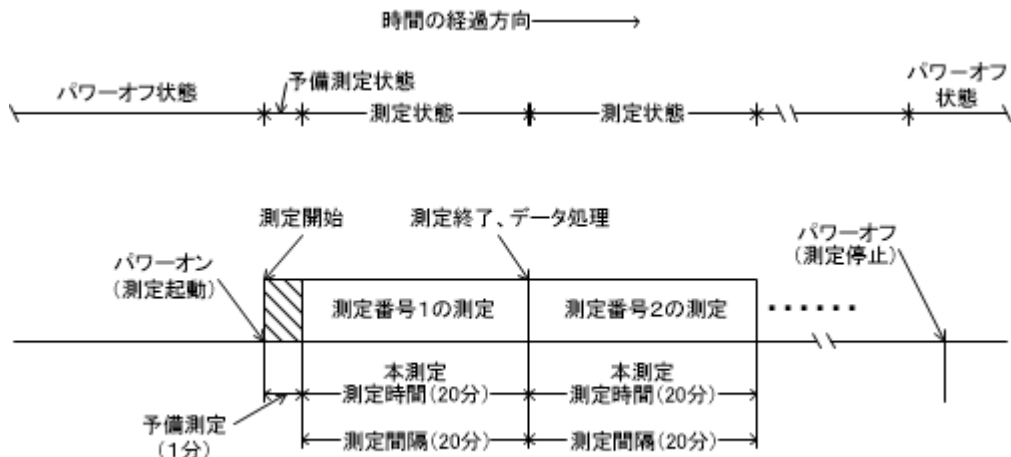 時間の経過方向
パワーオフ状態
予備測定状態
測定状態
測定状態
パワーオフ
状態
測定開始
測定終了、データ処理
パワーオン
(測定起動)
パワーオフ
(測定停止)
測定番号1の測定
測定番号2の測定
・・・・・・
本測定
測定時間(20分)
本測定
測定時間(20分)
予備測定
(1分)
測定間隔(20分)
測定間隔(20分)